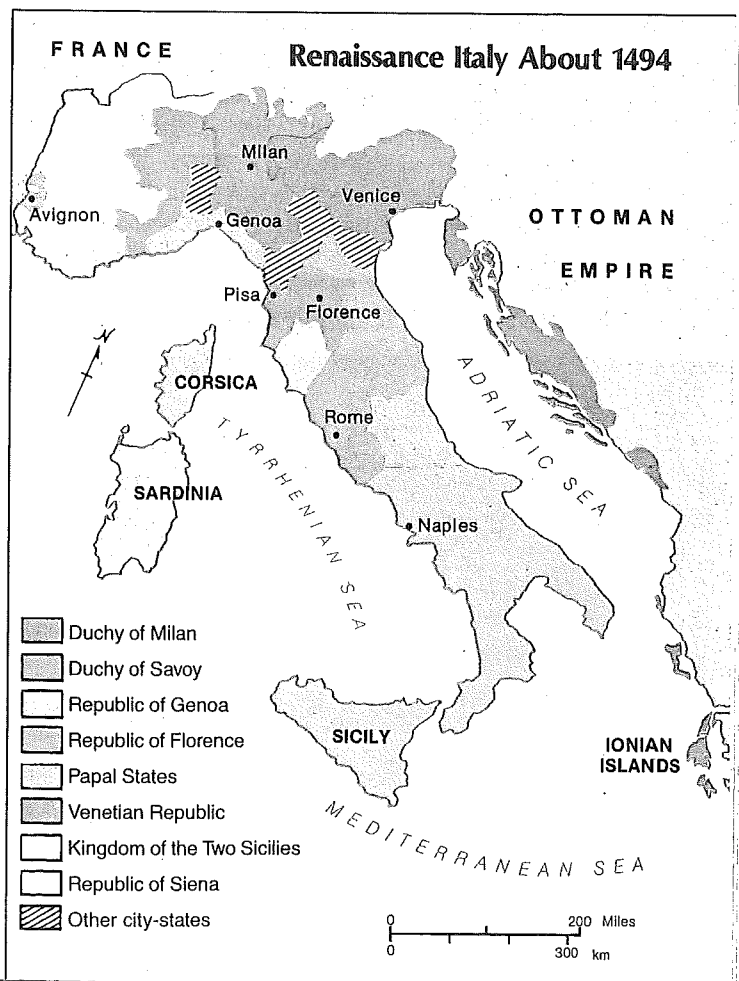 Renaissance Italy About 1494
FRANCE
Milan
Venice
Avignon
Genoa
OTTOMAN
EMPIRE
Pisa
Florence
N
CORSICA
ADRIATIC SEA
Rome
TYRRHENIAN SEA
SARDINIA
Naples
Duchy of Milan
Duchy of Savoy
Republic of Genoa
Republic of Florence
Papal States
Venetian Republic
Kingdom of the Two Sicilies
Republic of Siena
Other city-states
SICILY
IONIAN
ISLANDS
MEDITERRANEAN SEA
0 200 Miles
0 300 km